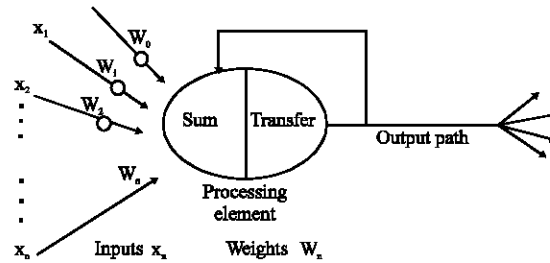 W₀
x₁
W₁
x₂
W₂
Sum Transfer
Output path
Wₙ
Processing
element
xₙ Inputs xₙ Weights Wₙ